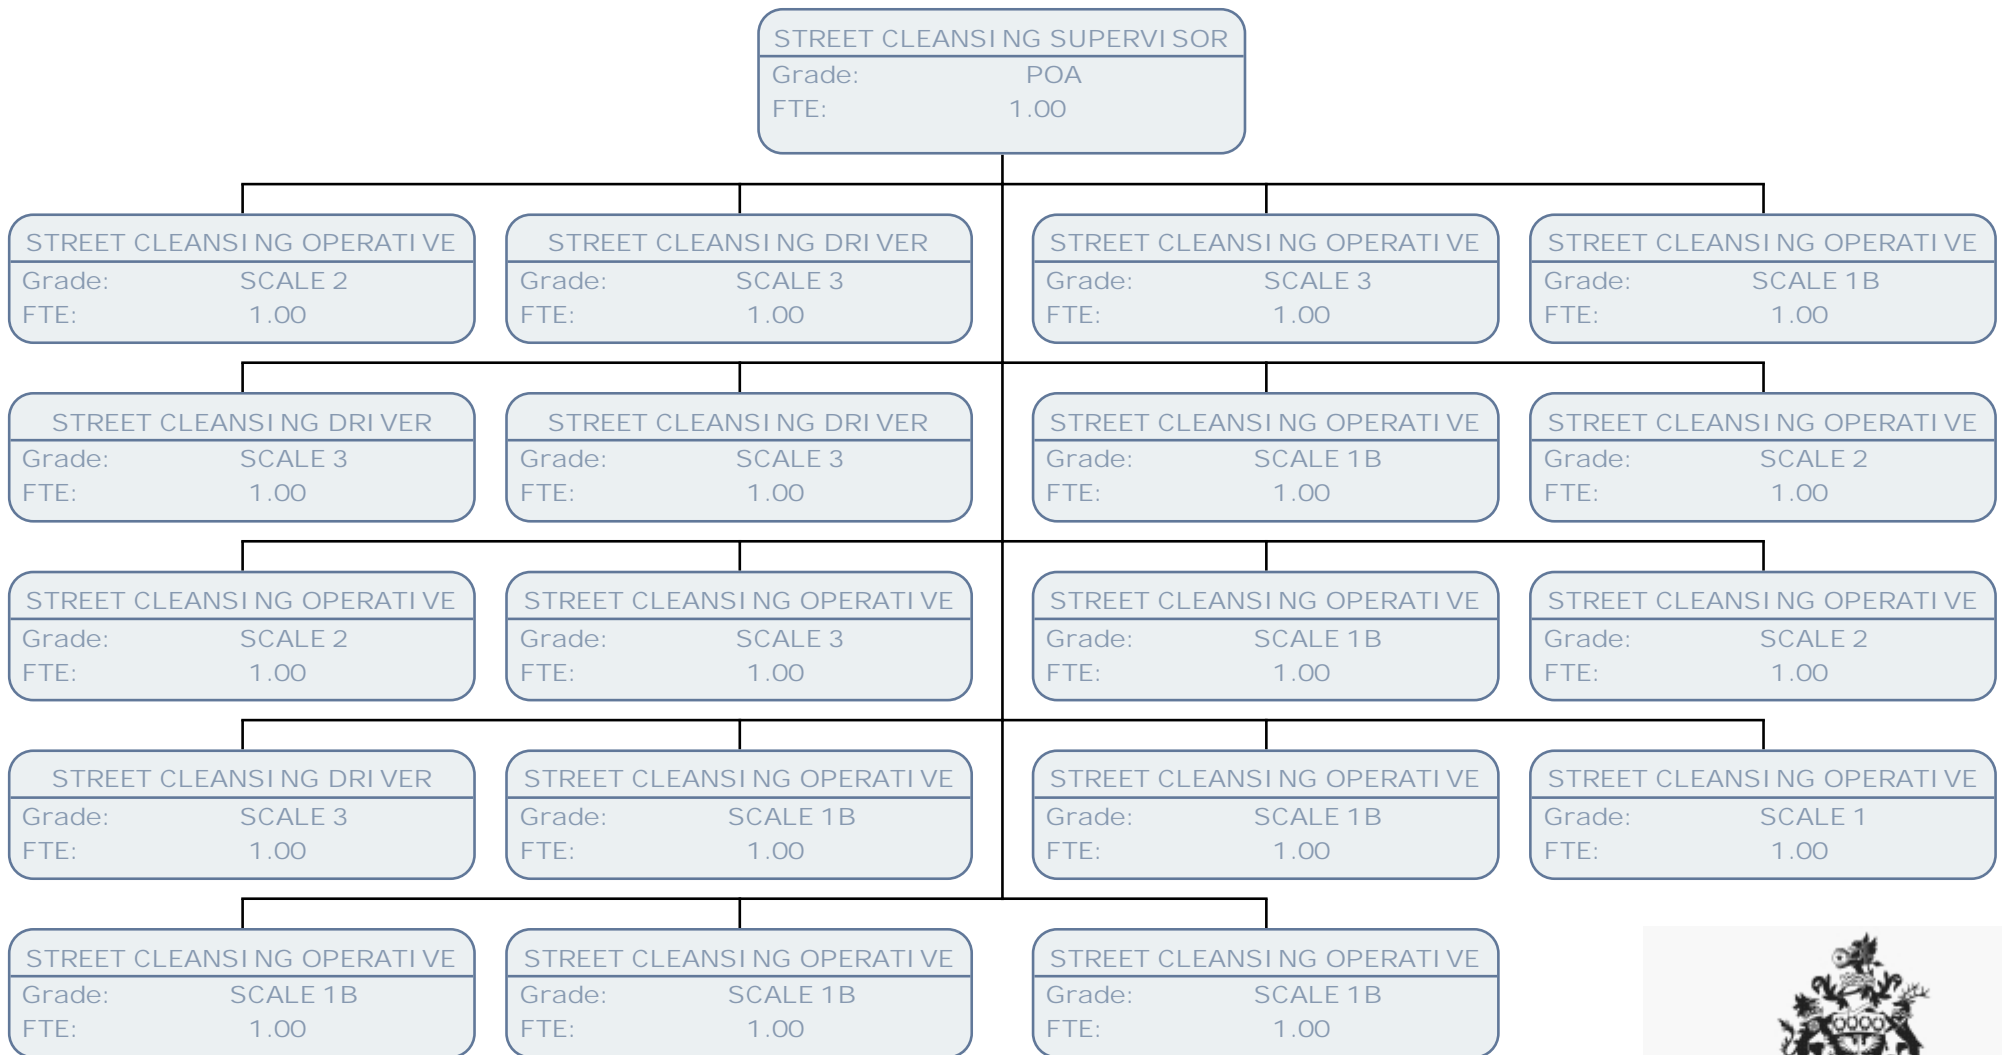 STREET CLEANSING SUPERVISOR
Grade: POA
FTE: 1.00
STREET CLEANSING OPERATIVE
Grade: SCALE 2
FTE: 1.00
STREET CLEANSING DRIVER
Grade: SCALE 3
FTE: 1.00
STREET CLEANSING OPERATIVE
Grade: SCALE 3
FTE: 1.00
STREET CLEANSING OPERATIVE
Grade: SCALE 1B
FTE: 1.00
STREET CLEANSING DRIVER
Grade: SCALE 3
FTE: 1.00
STREET CLEANSING DRIVER
Grade: SCALE 3
FTE: 1.00
STREET CLEANSING OPERATIVE
Grade: SCALE 1B
FTE: 1.00
STREET CLEANSING OPERATIVE
Grade: SCALE 2
FTE: 1.00
STREET CLEANSING OPERATIVE
Grade: SCALE 2
FTE: 1.00
STREET CLEANSING OPERATIVE
Grade: SCALE 3
FTE: 1.00
STREET CLEANSING OPERATIVE
Grade: SCALE 1B
FTE: 1.00
STREET CLEANSING OPERATIVE
Grade: SCALE 2
FTE: 1.00
STREET CLEANSING DRIVER
Grade: SCALE 3
FTE: 1.00
STREET CLEANSING OPERATIVE
Grade: SCALE 1B
FTE: 1.00
STREET CLEANSING OPERATIVE
Grade: SCALE 1B
FTE: 1.00
STREET CLEANSING OPERATIVE
Grade: SCALE 1
FTE: 1.00
STREET CLEANSING OPERATIVE
Grade: SCALE 1B
FTE: 1.00
STREET CLEANSING OPERATIVE
Grade: SCALE 1B
FTE: 1.00
STREET CLEANSING OPERATIVE
Grade: SCALE 1B
FTE: 1.00